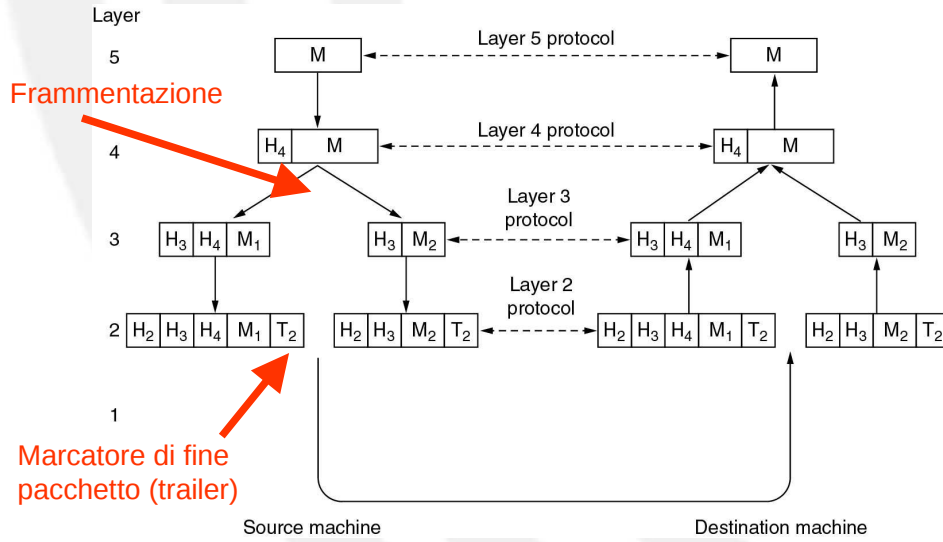 Layer
5
M
Layer 5 protocol
M
Frammentazione
4
H4 M
Layer 4 protocol
H4 M
3
H3 H4 M1
H3 M2
Layer 3
protocol
H3 H4 M1
H3 M2
2
H2 H3 H4 M1 T2
H2 H3 M2 T2
Layer 2
protocol
H2 H3 H4 M1 T2
H2 H3 M2 T2
1
Marcatore di fine
pacchetto (trailer)
Source machine
Destination machine